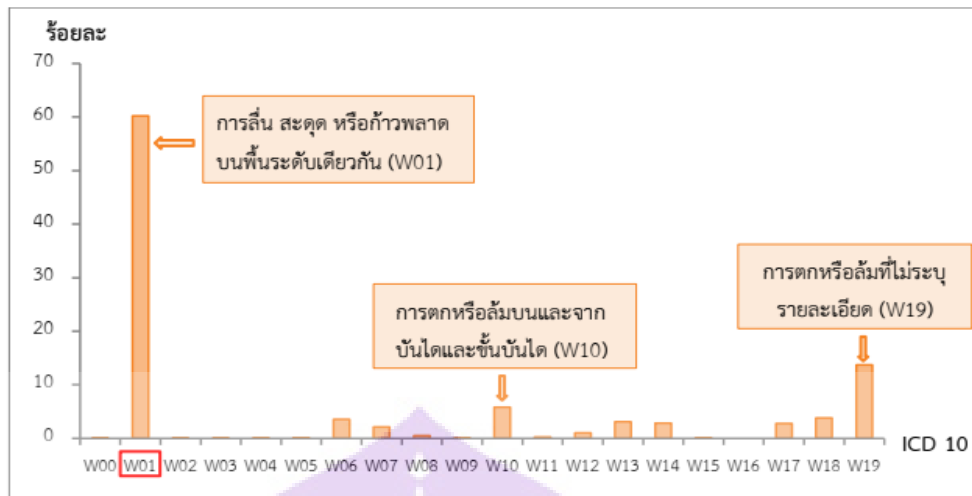 ร้อยละ
70
60
50
40
30
20
10
0
การลื่น สะดุด หรือก้าวพลาด
บนพื้นระดับเดียวกัน (W01)
การตกหรือล้มบนและจาก
บันไดและขั้นบันได (W10)
การตกหรือล้มที่ไม่ระบุ
รายละเอียด (W19)
W00 W01 W02 W03 W04 W05 W06 W07 W08 W09 W10 W11 W12 W13 W14 W15 W16 W17 W18 W19
ICD 10